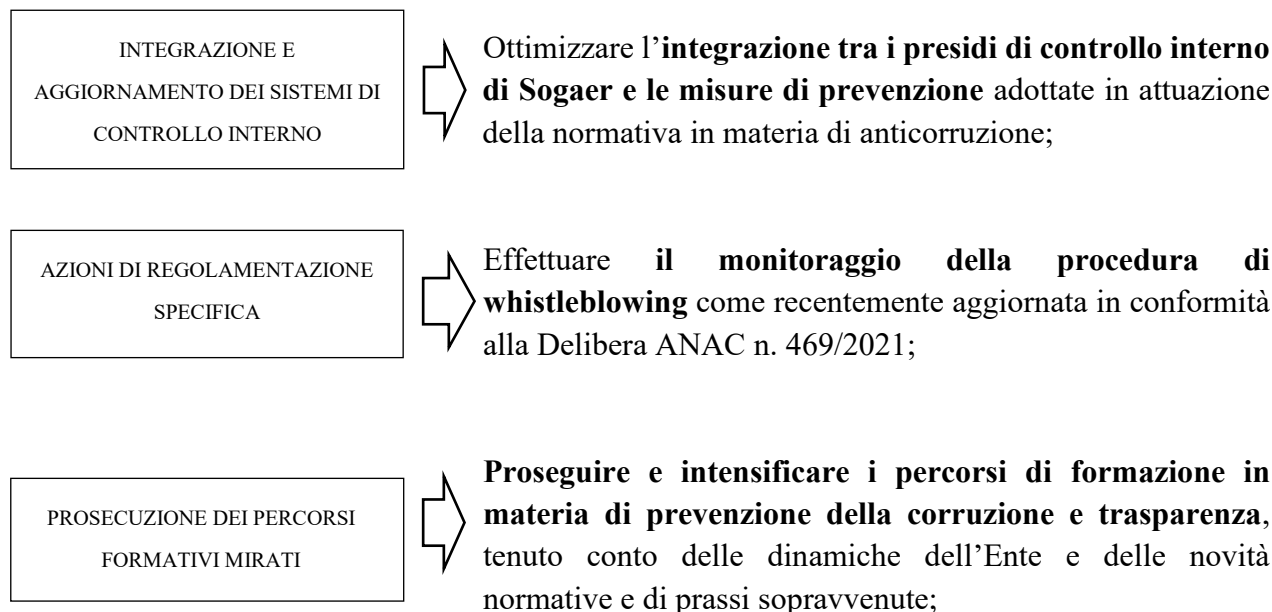 INTEGRAZIONE E
AGGIORNAMENTO DEI SISTEMI DI
CONTROLLO INTERNO
Ottimizzare l’integrazione tra i presidi di controllo interno
di Sogaer e le misure di prevenzione adottate in attuazione
della normativa in materia di anticorruzione;
AZIONI DI REGOLAMENTAZIONE
SPECIFICA
Effettuare il monitoraggio della procedura di
whistleblowing come recentemente aggiornata in conformità
alla Delibera ANAC n. 469/2021;
PROSECUZIONE DEI PERCORSI
FORMATIVI MIRATI
Proseguire e intensificare i percorsi di formazione in
materia di prevenzione della corruzione e trasparenza,
tenuto conto delle dinamiche dell’Ente e delle novità
normative e di prassi sopravvenute;